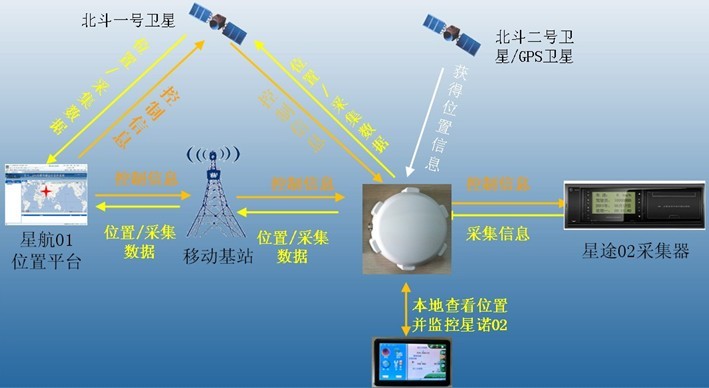 北斗一号卫星
北斗二号卫
星/GPS卫星
位置/采集数据
控制信息
控制信息
位置/采集数据
获得位置信息
控制信息
控制信息
控制信息
位置/采集
数据
位置/采集
数据
采集信息
星航01
位置平台
移动基站
星途02采集器
本地查看位置
并监控星诺02